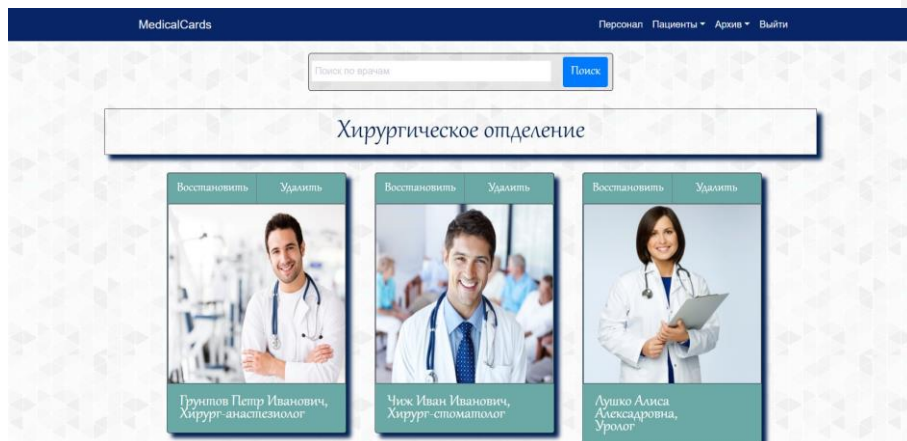 MedicalCards Персонал Пациенты Архив Выйти
Поиск по врачам Поиск
Хирургическое отделение
Восстановить Удалить Восстановить Удалить Восстановить Удалить
Грунтов Петр Иванович,
Хирург-анастезиолог
Чиж Иван Иванович,
Хирург-стоматолог
Лушко Алиса
Алексадровна,
Уролог